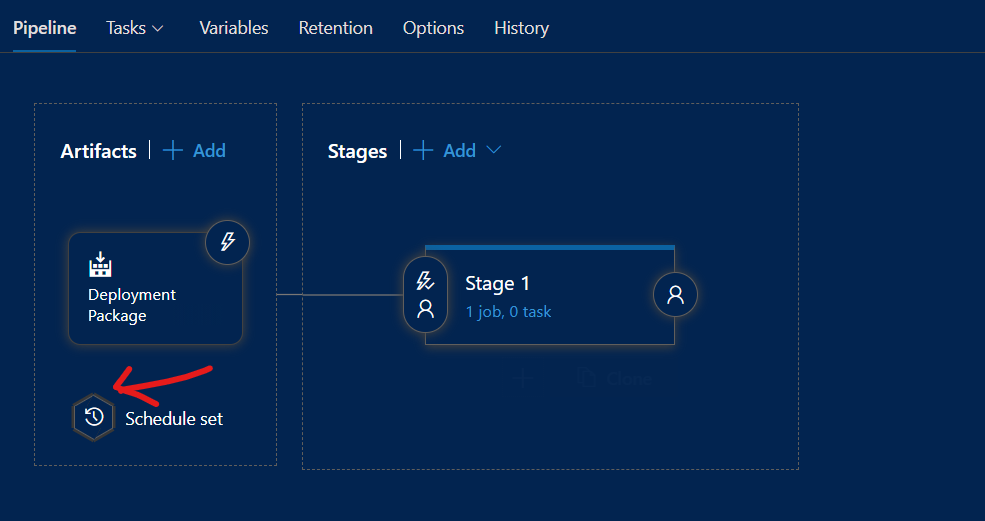 Pipeline Tasks Variables Retention Options History
Artifacts Add
Stages Add
Deployment
Package
Stage 1
1 job, 0 task
Clone
Schedule set